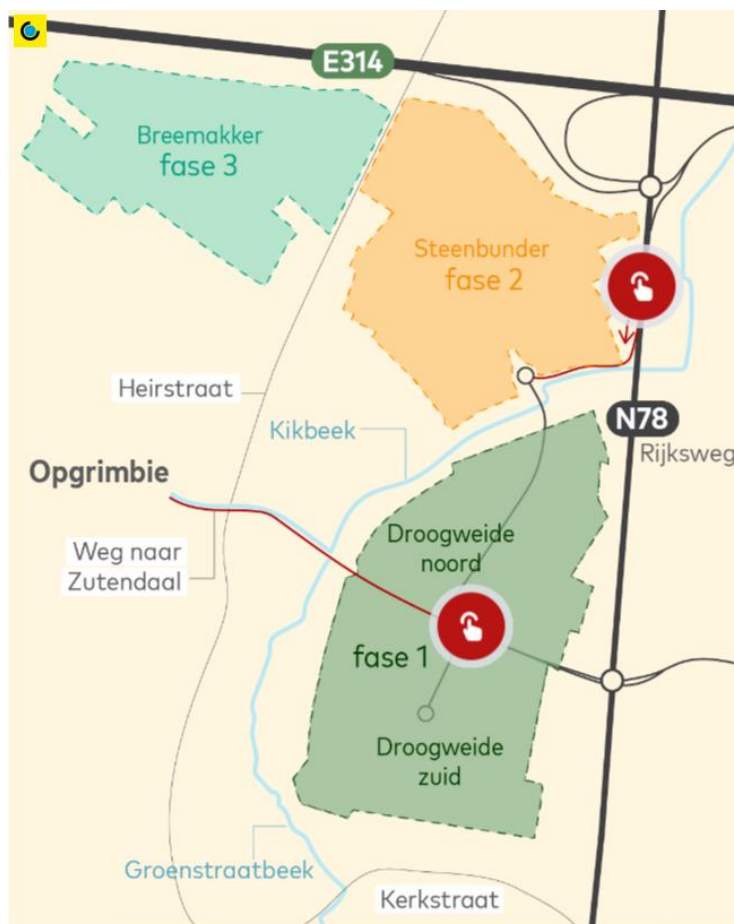 E314
Breemakker
fase 3
Steenbunder
fase 2
Heirstraat
Kikbeek
N78
Rijksweg
Opgrimbie
Weg naar
Zutendaal
Droogweide
noord
fase 1
Droogweide
zuid
Groenstraatbeek
Kerkstraat